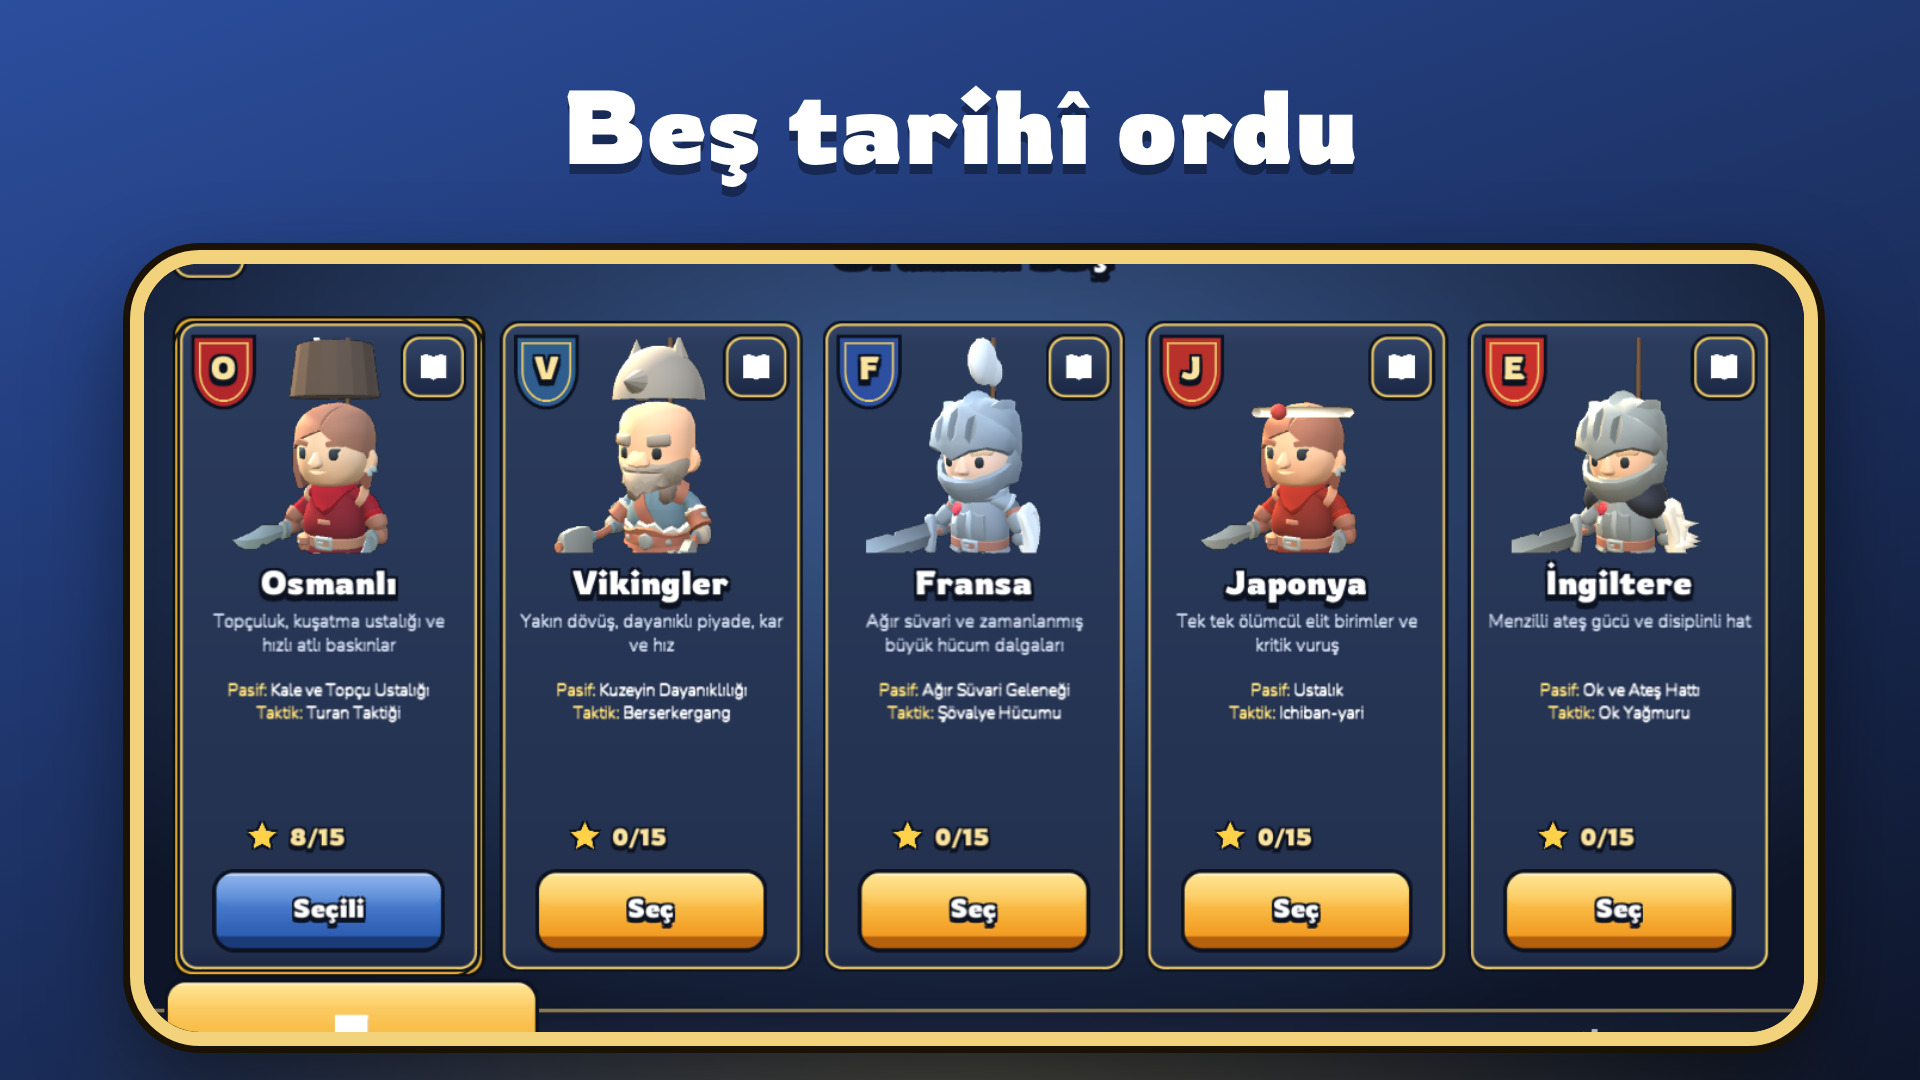 Beş tarihî ordu
O
V
F
J
E
Osmanlı
Topçuluk, kuşatma ustalığı ve
hızlı atlı baskınlar
Pasif: Kale ve Topçu Ustalığı
Taktik: Turan Taktiği
8/15
Seçili
Vikingler
Yakın dövüş, dayanıklı piyade, kar
ve hız
Pasif: Kuzeyin Dayanıklılığı
Taktik: Berserkergang
0/15
Seç
Fransa
Ağır süvari ve zamanlanmış
büyük hücum dalgaları
Pasif: Ağır Süvari Geleneği
Taktik: Şövalye Hücumu
0/15
Seç
Japonya
Tek tek ölümcül elit birimler ve
kritik vuruş
Pasif: Ustalık
Taktik: Ichiban-yari
0/15
Seç
İngiltere
Menzilli ateş gücü ve disiplinli hat
Pasif: Ok ve Ateş Hattı
Taktik: Ok Yağmuru
0/15
Seç